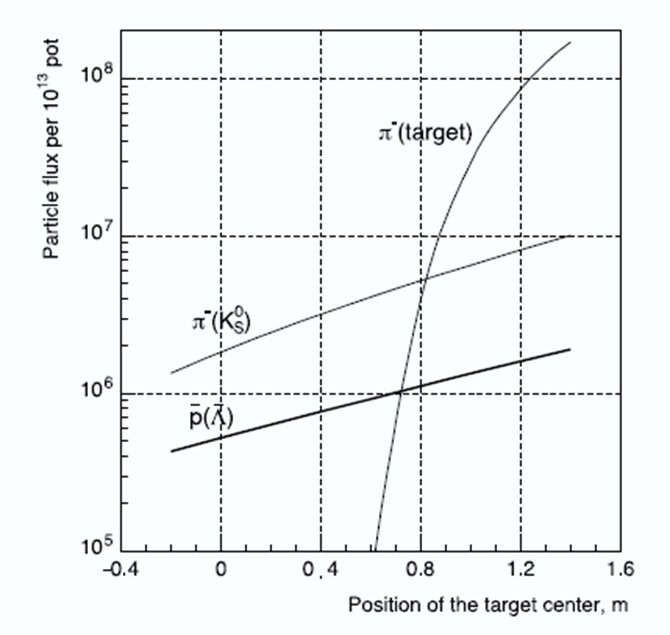 Particle flux per 10¹³ pot
10⁸
π⁻(target)
10⁷
π⁻(K⁰S)
10⁶
p̄(Λ̄)
10⁵
-0.4 0 0.4 0.8 1.2 1.6
Position of the target center, m